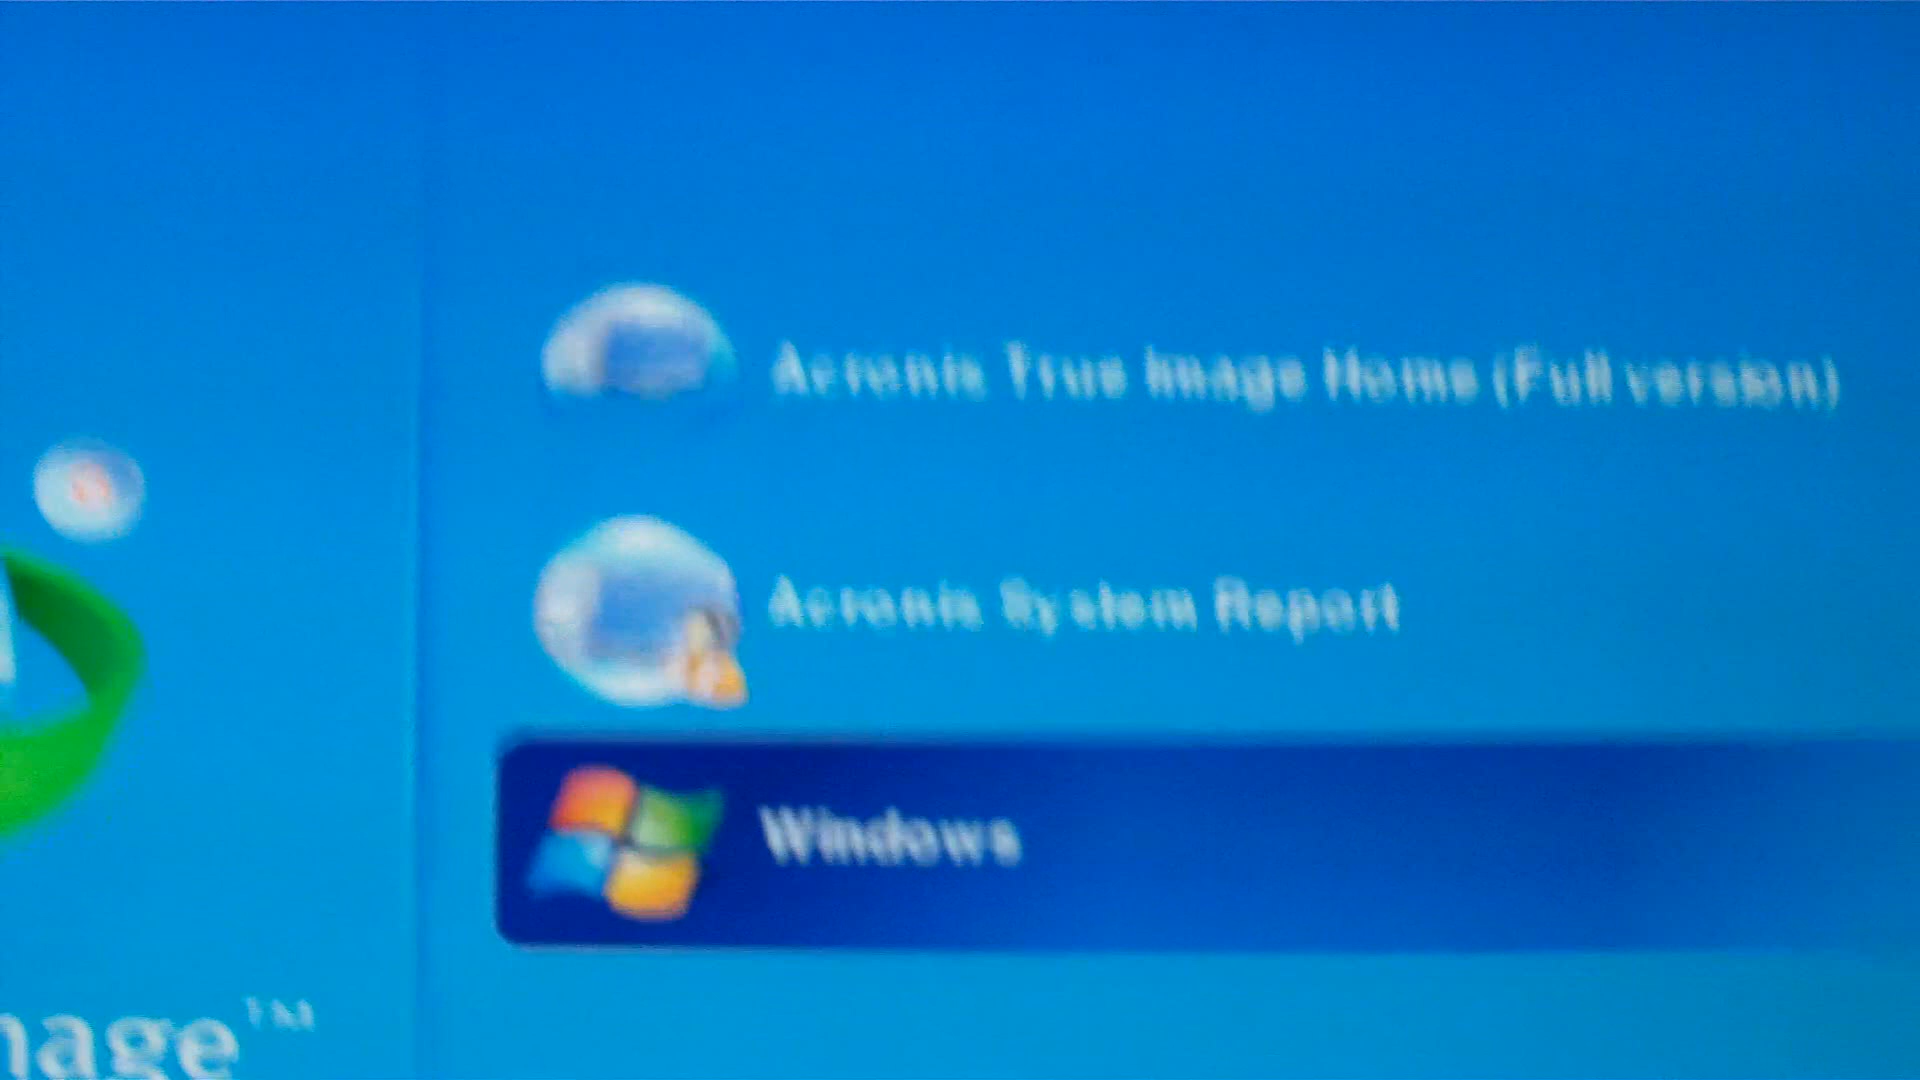 Acronis True Image Home (Full version)
Acronis System Report
Windows
mage™